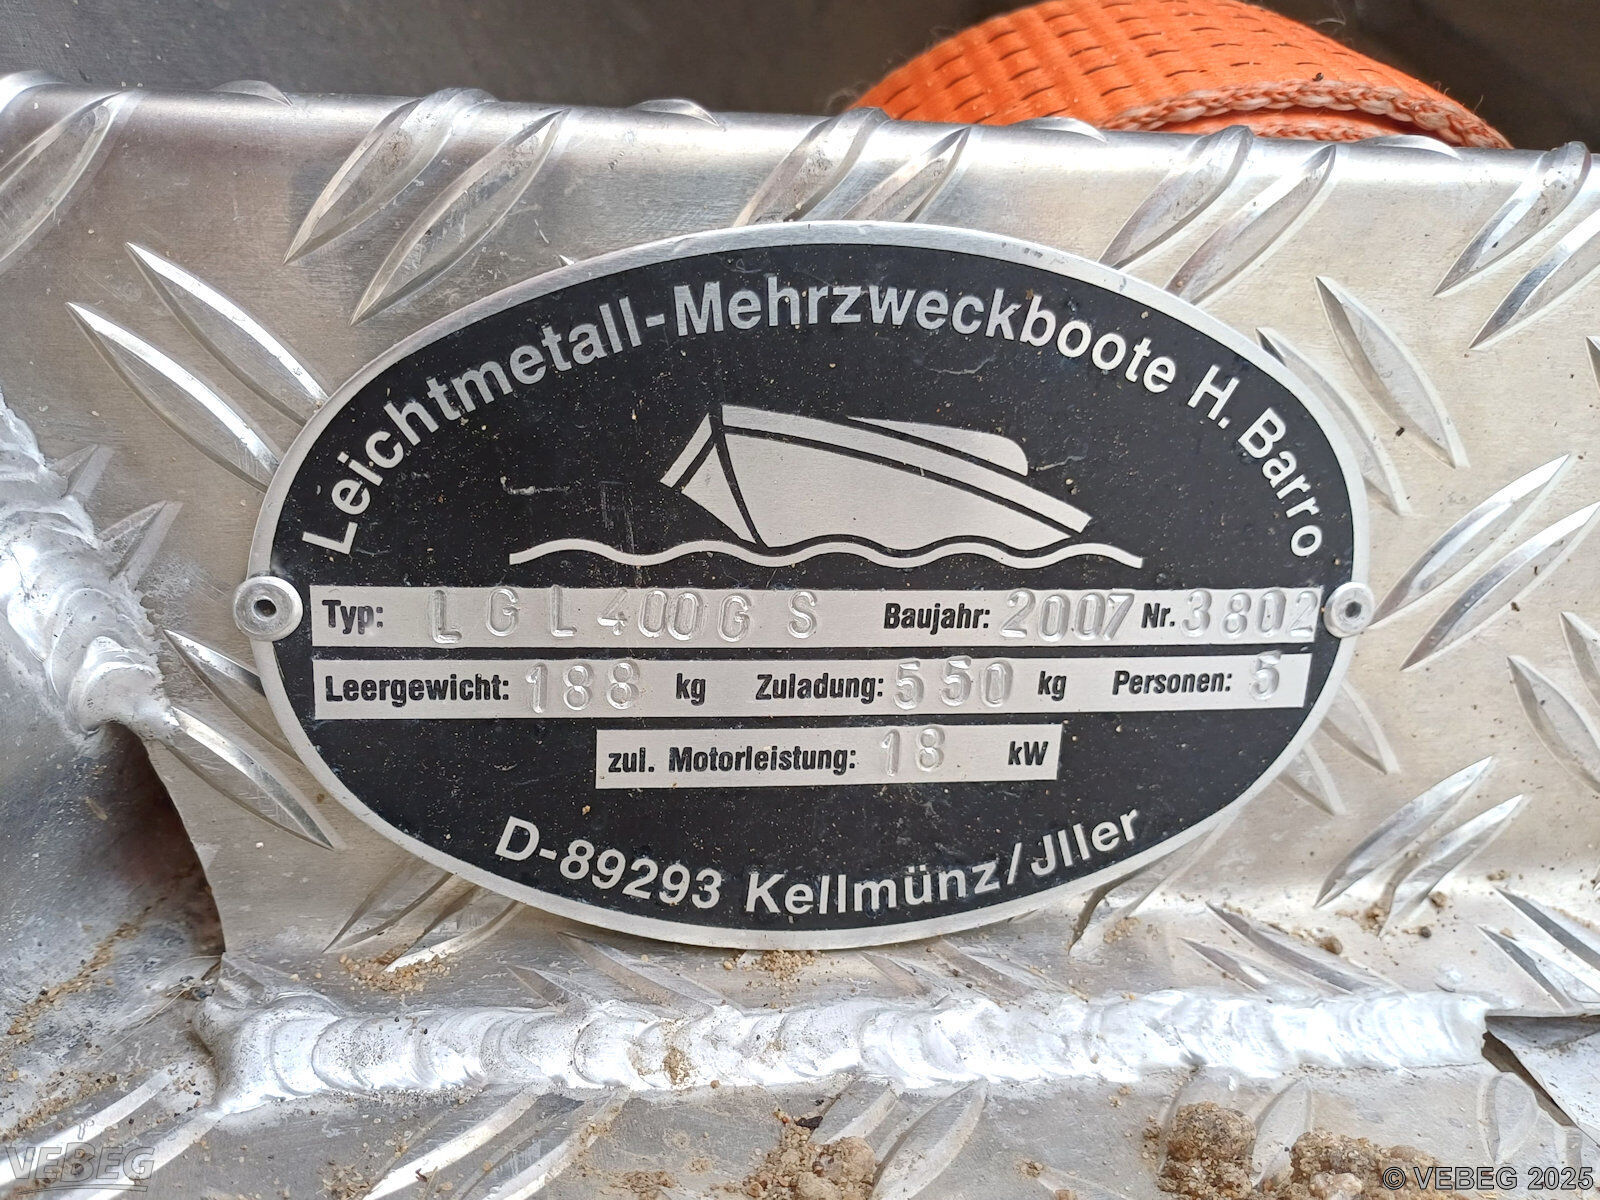 Leichtmetall-Mehrzweckboote H. Barro
Typ: LGL400GS Baujahr: 2007 Nr. 3802
Leergewicht: 188 kg Zuladung: 550 kg Personen: 5
zul. Motorleistung: 18 kW
D-89293 Kellmünz/Jller
VEBEG
© VEBEG 2025